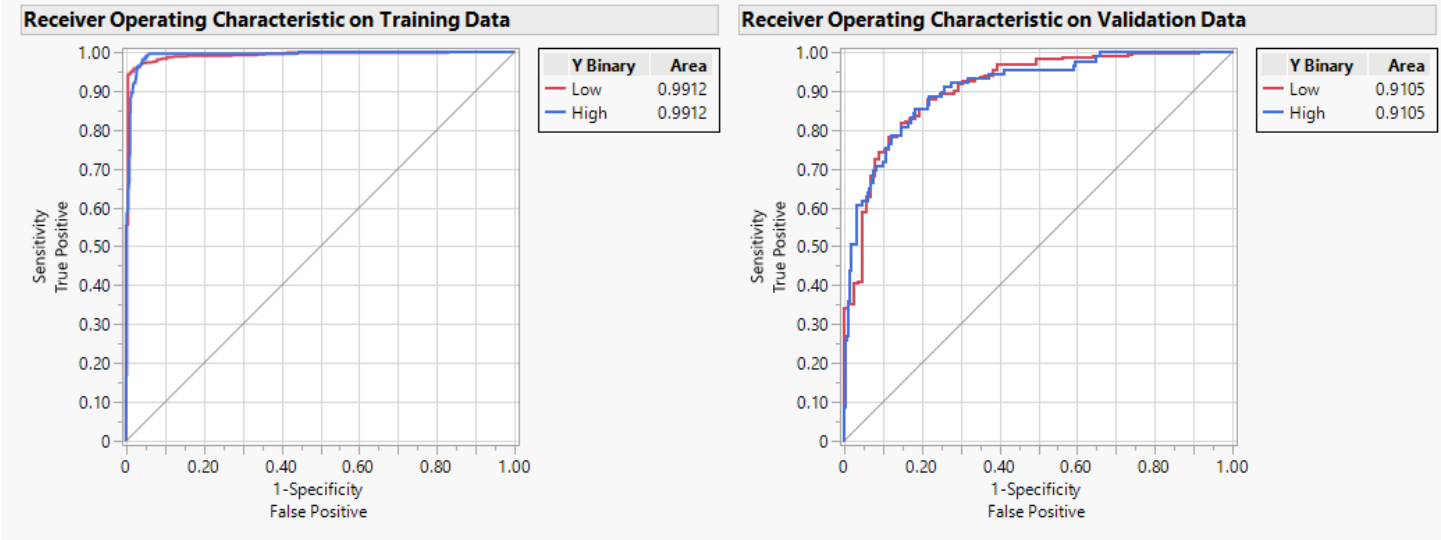 Receiver Operating Characteristic on Training Data
1.00
0.90
0.80
0.70
0.60
0.50
0.40
0.30
0.20
0.10
0
Sensitivity
True Positive
0 0.20 0.40 0.60 0.80 1.00
1-Specificity
False Positive
Y Binary Area
Low 0.9912
High 0.9912
Receiver Operating Characteristic on Validation Data
1.00
0.90
0.80
0.70
0.60
0.50
0.40
0.30
0.20
0.10
0
Sensitivity
True Positive
0 0.20 0.40 0.60 0.80 1.00
1-Specificity
False Positive
Y Binary Area
Low 0.9105
High 0.9105